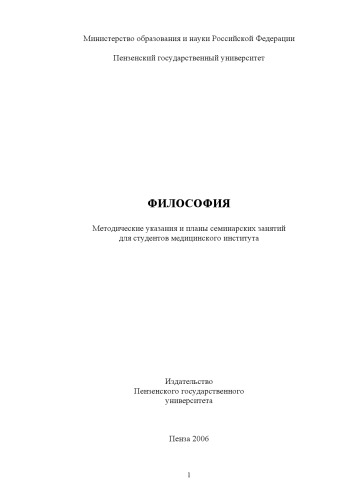 Министерство образования и науки Российской Федерации
Пензенский государственный университет
ФИЛОСОФИЯ
Методические указания и планы семинарских занятий
для студентов медицинского института
Издательство
Пензенского государственного
университета
Пенза 2006
1